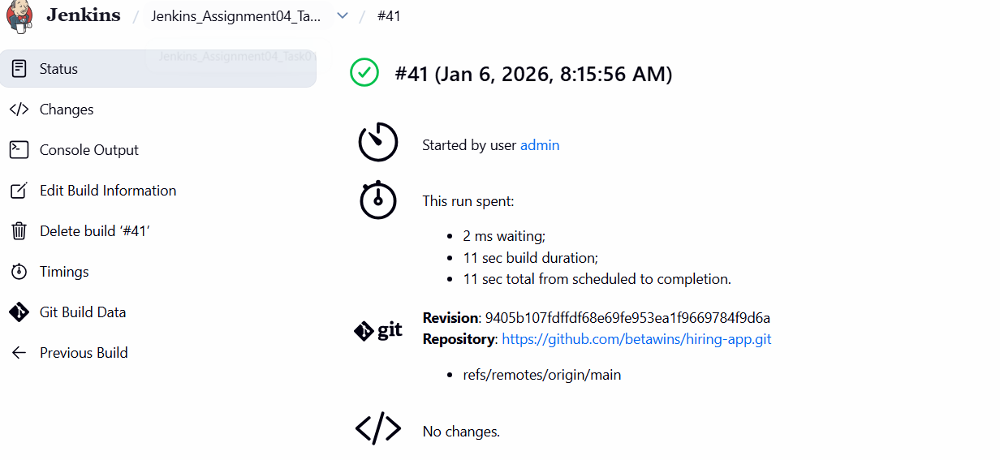 Jenkins / Jenkins_Assignment04_Ta... / #41
Jenkins_Assignment04_Task0
Status
Changes
Console Output
Edit Build Information
Delete build ‘#41’
Timings
Git Build Data
Previous Build
#41 (Jan 6, 2026, 8:15:56 AM)
Started by user admin
This run spent:
2 ms waiting;
11 sec build duration;
11 sec total from scheduled to completion.
git
Revision: 9405b107fdffdf68e69fe953ea1f9669784f9d6a
Repository: https://github.com/betawins/hiring-app.git
refs/remotes/origin/main
No changes.